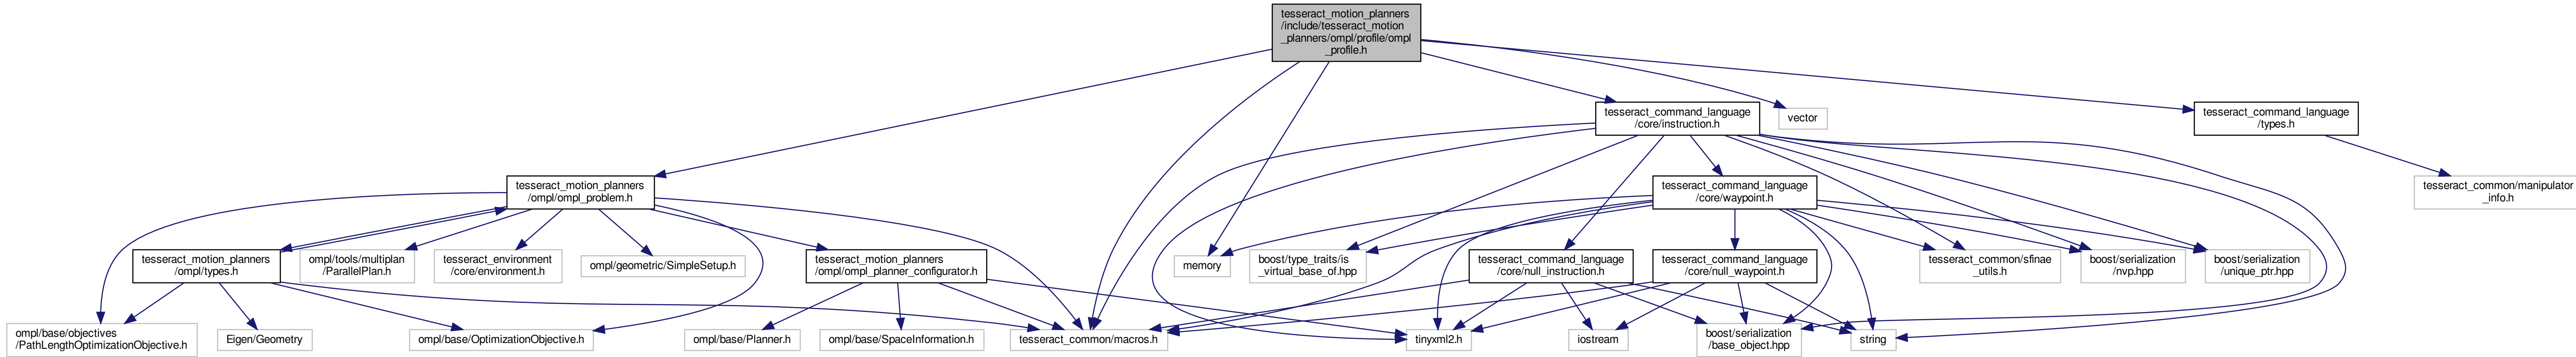 tesseract_motion_planners
/include/tesseract_motion
_planners/ompl/profile/ompl
_profile.h
tesseract_command_language
/core/instruction.h
vector
tesseract_command_language
/types.h
tesseract_motion_planners
/ompl/ompl_problem.h
tesseract_command_language
/core/waypoint.h
tesseract_common/manipulator
_info.h
tesseract_motion_planners
/ompl/types.h
ompl/tools/multiplan
/ParallelPlan.h
tesseract_environment
/core/environment.h
ompl/geometric/SimpleSetup.h
tesseract_motion_planners
/ompl/ompl_planner_configurator.h
memory
boost/type_traits/is
_virtual_base_of.hpp
tesseract_command_language
/core/null_instruction.h
tesseract_command_language
/core/null_waypoint.h
tesseract_common/sfinae
_utils.h
boost/serialization
/nvp.hpp
boost/serialization
/unique_ptr.hpp
ompl/base/objectives
/PathLengthOptimizationObjective.h
Eigen/Geometry
ompl/base/OptimizationObjective.h
ompl/base/Planner.h
ompl/base/SpaceInformation.h
tesseract_common/macros.h
tinyxml2.h
iostream
boost/serialization
/base_object.hpp
string